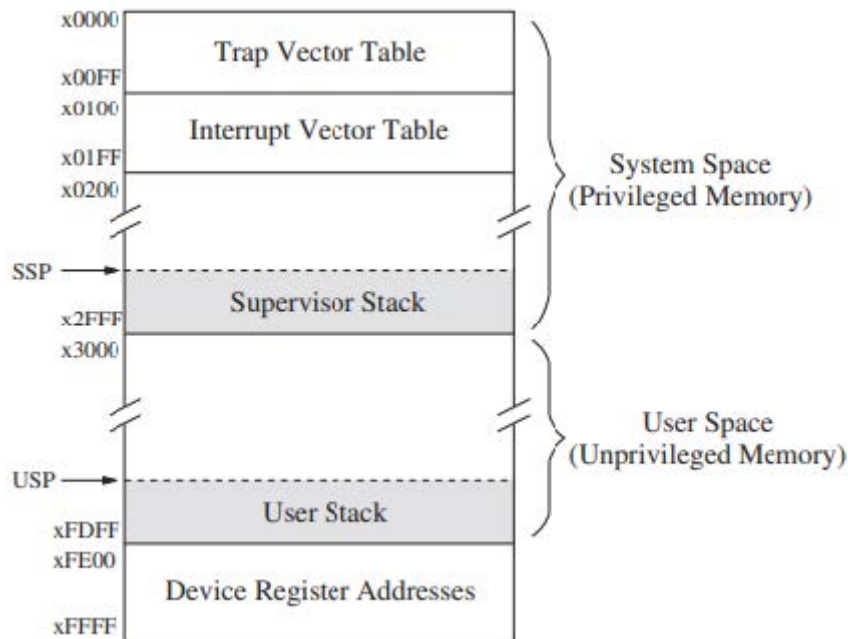 x0000
Trap Vector Table
x00FF
x0100
Interrupt Vector Table
x01FF
x0200
System Space
(Privileged Memory)
SSP
Supervisor Stack
x2FFF
x3000
User Space
(Unprivileged Memory)
USP
User Stack
xFDFF
xFE00
Device Register Addresses
xFFFF